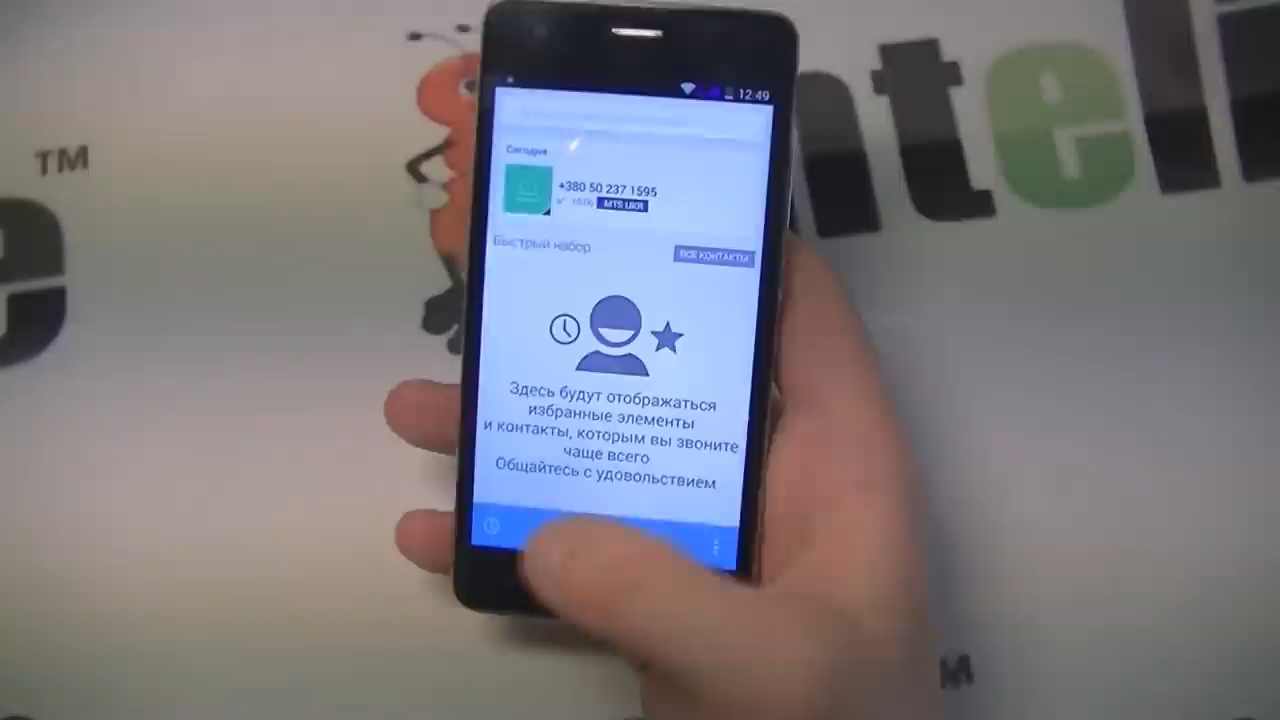 12:49
TM
ntel
Сегодня
+380 50 237 1595
MTS UKR
Быстрый набор
ВСЕ КОНТАКТЫ
e
Здесь будут отображаться
избранные элементы
и контакты, которым вы звоните
чаще всего
Общайтесь с удовольствием